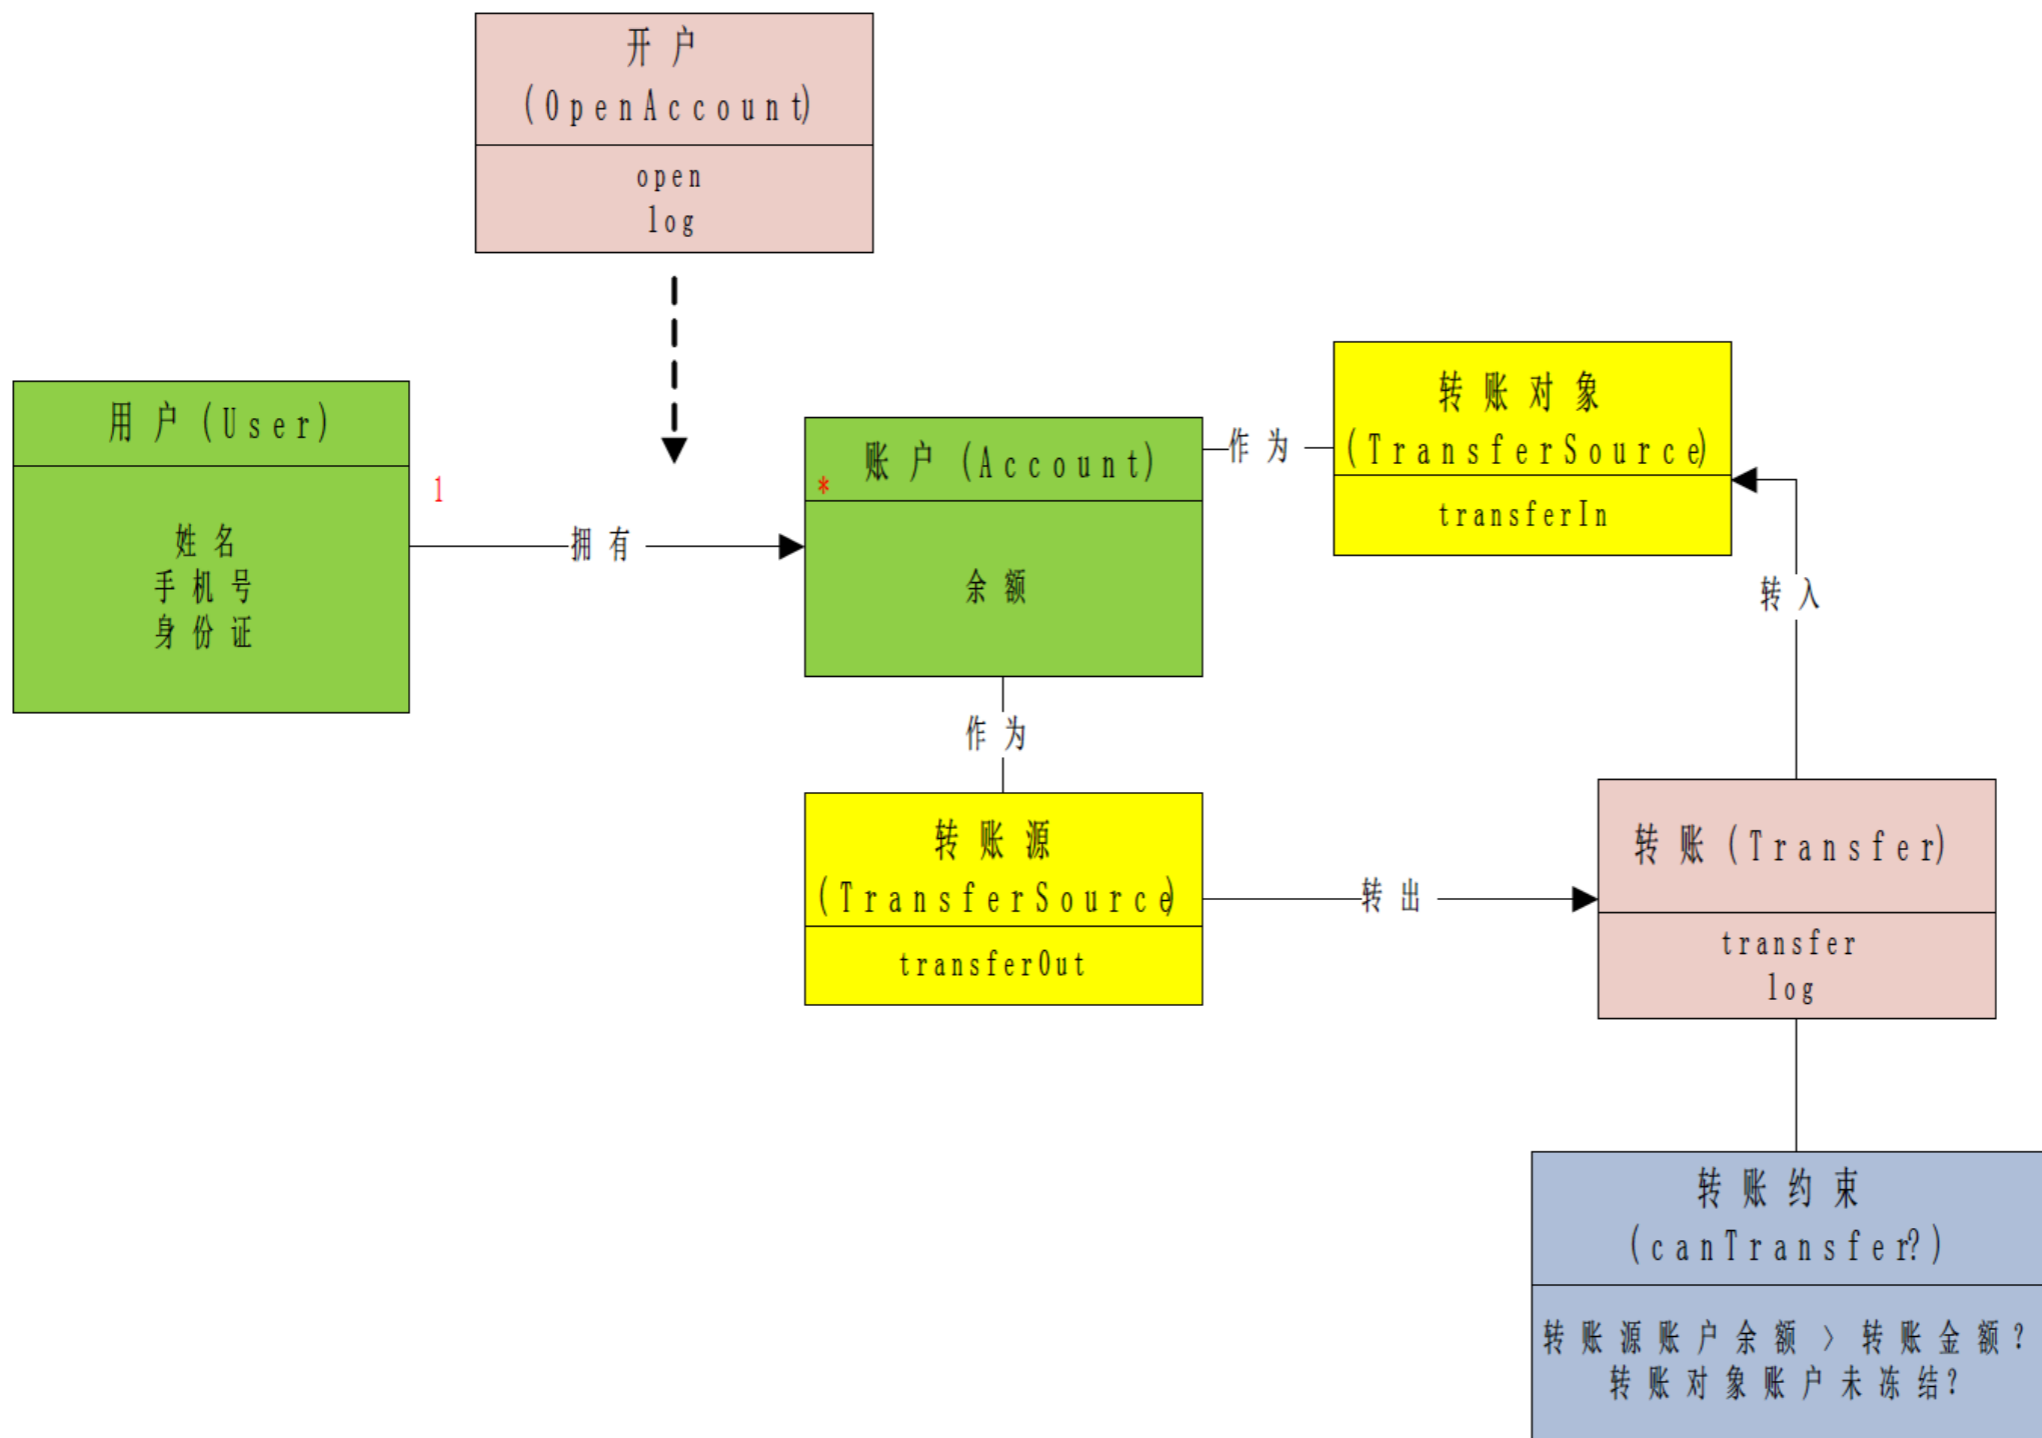 开户
(OpenAccount)
open
log
用户(User)
姓名
手机号
身份证
1
拥有
*
账户(Account)
余额
作为
转账对象
(TransferSource)
transferIn
转入
作为
转账源
(TransferSource)
transferOut
转出
转账(Transfer)
transfer
log
转账约束
(canTransfer?)
转账源账户余额 > 转账金额?
转账对象账户未冻结?